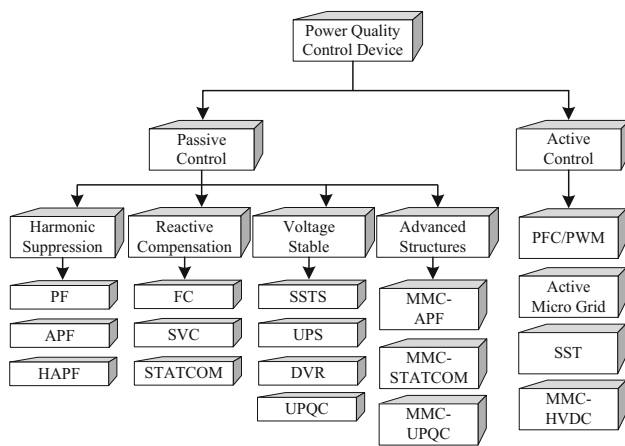 Power Quality
Control Device
Passive
Control
Active
Control
Harmonic
Suppression
Reactive
Compensation
Voltage
Stable
Advanced
Structures
PFC/PWM
PF
FC
SSTS
MMC-
APF
Active
Micro Grid
APF
SVC
UPS
MMC-
STATCOM
SST
HAPF
STATCOM
DVR
UPQC
MMC-
UPQC
MMC-
HVDC